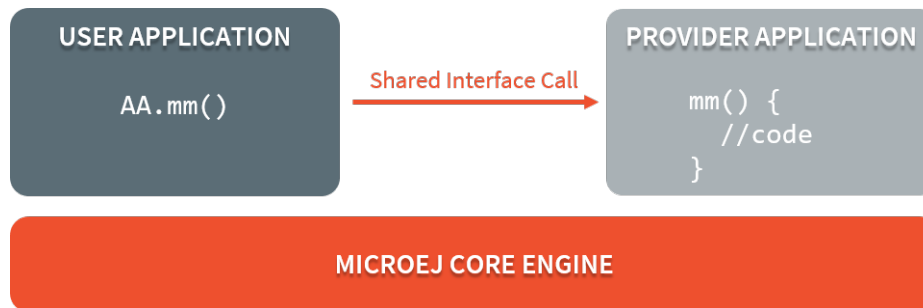 USER APPLICATION
AA.mm()
Shared Interface Call
PROVIDER APPLICATION
mm() {
//code
}
MICROEJ CORE ENGINE